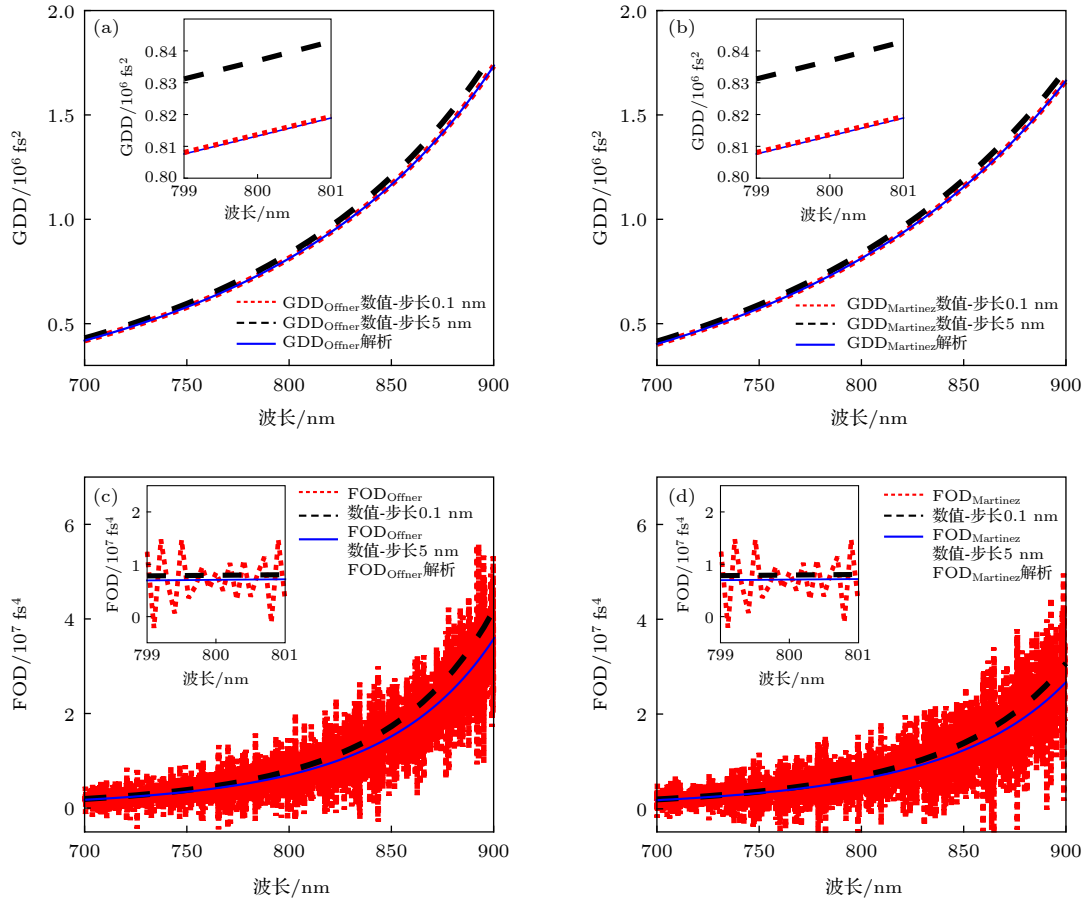 (a)
2.0
1.5
1.0
0.5
GDD/10⁶ fs²
0.84
0.83
0.82
0.81
0.80
GDD/10⁶ fs²
799 800 801
波长/nm
GDD_Offner数值-步长0.1 nm
GDD_Offner数值-步长5 nm
GDD_Offner解析
700 750 800 850 900
波长/nm
(b)
2.0
1.5
1.0
0.5
GDD/10⁶ fs²
0.84
0.83
0.82
0.81
0.80
GDD/10⁶ fs²
799 800 801
波长/nm
GDD_Martinez数值-步长0.1 nm
GDD_Martinez数值-步长5 nm
GDD_Martinez解析
700 750 800 850 900
波长/nm
(c)
6
4
2
0
FOD/10⁷ fs⁴
2
1
0
FOD/10⁷ fs⁴
799 800 801
波长/nm
FOD_Offner
数值-步长0.1 nm
FOD_Offner
数值-步长5 nm
FOD_Offner解析
700 750 800 850 900
波长/nm
(d)
6
4
2
0
FOD/10⁷ fs⁴
2
1
0
FOD/10⁷ fs⁴
799 800 801
波长/nm
FOD_Martinez
数值-步长0.1 nm
FOD_Martinez
数值-步长5 nm
FOD_Martinez解析
700 750 800 850 900
波长/nm